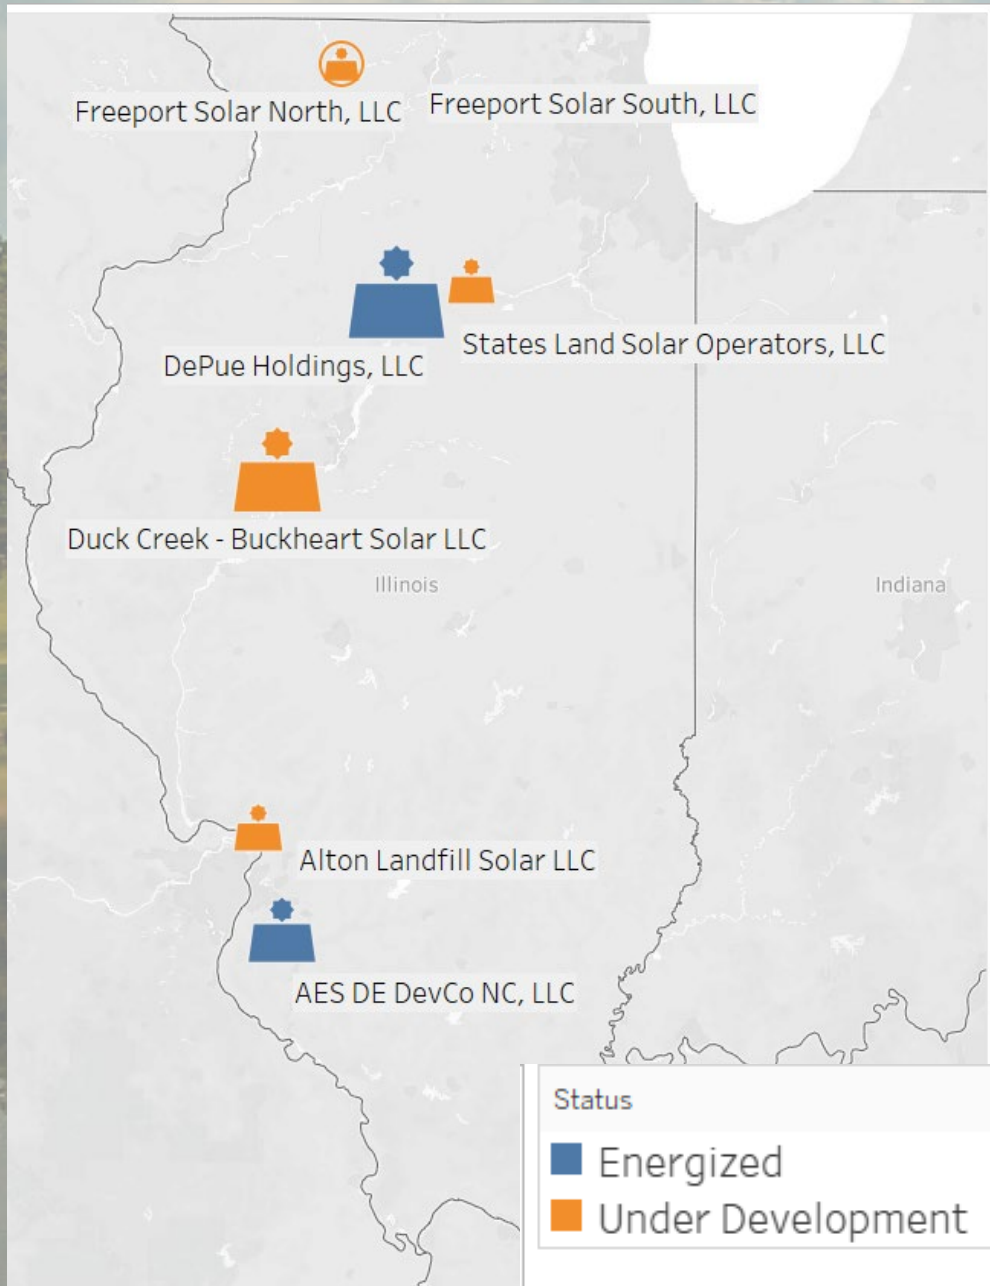 Freeport Solar North, LLC
Freeport Solar South, LLC
States Land Solar Operators, LLC
DePue Holdings, LLC
Duck Creek - Buckheart Solar LLC
Illinois
Indiana
Alton Landfill Solar LLC
AES DE DevCo NC, LLC
Status
Energized
Under Development